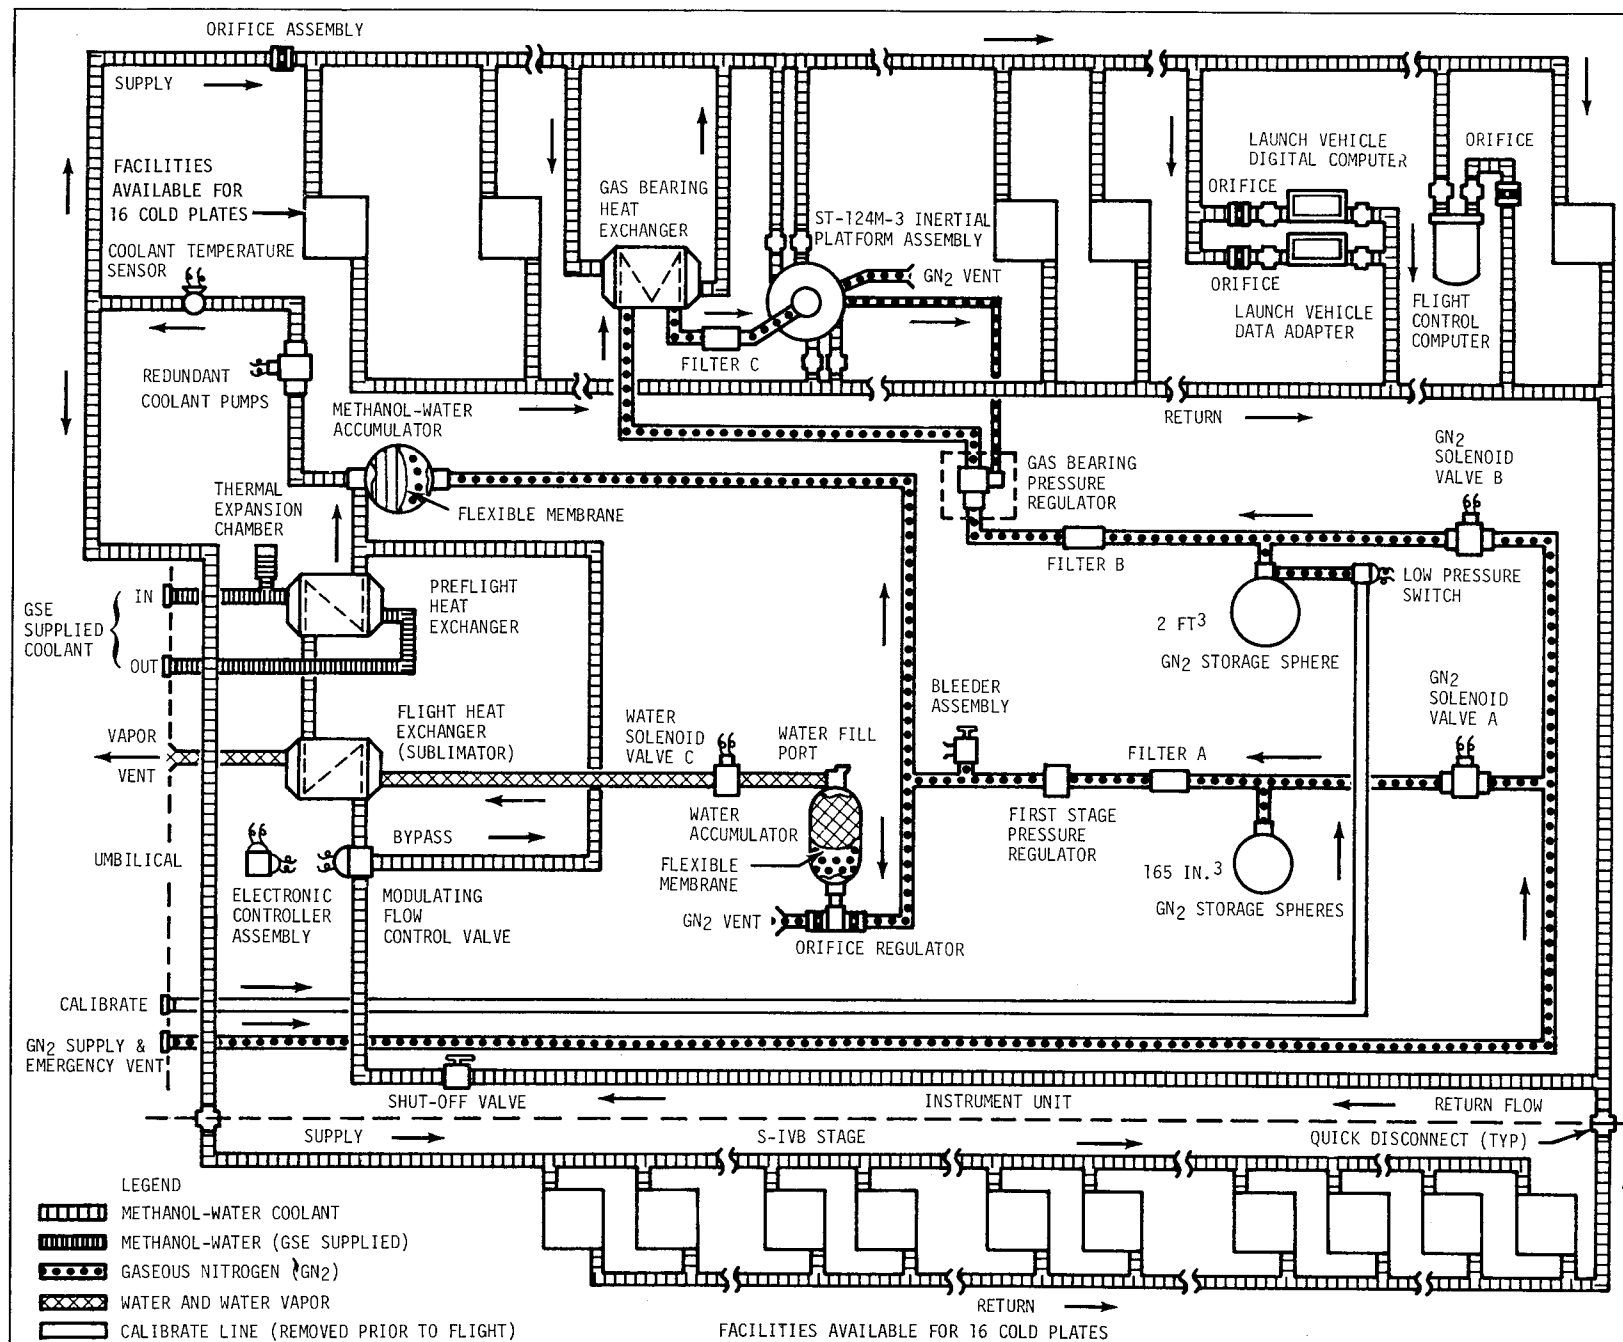 ORIFICE ASSEMBLY
SUPPLY
FACILITIES
AVAILABLE FOR
16 COLD PLATES
COOLANT TEMPERATURE
SENSOR
GAS BEARING
HEAT
EXCHANGER
ST-124M-3 INERTIAL
PLATFORM ASSEMBLY
GN2 VENT
FILTER C
LAUNCH VEHICLE
DIGITAL COMPUTER
ORIFICE
ORIFICE
ORIFICE
LAUNCH VEHICLE
DATA ADAPTER
FLIGHT
CONTROL
COMPUTER
REDUNDANT
COOLANT PUMPS
METHANOL-WATER
ACCUMULATOR
RETURN
THERMAL
EXPANSION
CHAMBER
FLEXIBLE MEMBRANE
GAS BEARING
PRESSURE
REGULATOR
GN2
SOLENOID
VALVE B
FILTER B
LOW PRESSURE
SWITCH
GSE
SUPPLIED
COOLANT
IN
OUT
PREFLIGHT
HEAT
EXCHANGER
2 FT3
GN2 STORAGE SPHERE
VAPOR
VENT
FLIGHT HEAT
EXCHANGER
(SUBLIMATOR)
WATER
SOLENOID
VALVE C
WATER FILL
PORT
BLEEDER
ASSEMBLY
FILTER A
GN2
SOLENOID
VALVE A
BYPASS
WATER
ACCUMULATOR
FIRST STAGE
PRESSURE
REGULATOR
UMBILICAL
FLEXIBLE
MEMBRANE
165 IN.3
GN2 STORAGE SPHERES
ELECTRONIC
CONTROLLER
ASSEMBLY
MODULATING
FLOW
CONTROL VALVE
GN2 VENT
ORIFICE REGULATOR
CALIBRATE
GN2 SUPPLY &
EMERGENCY VENT
SHUT-OFF VALVE
INSTRUMENT UNIT
RETURN FLOW
SUPPLY
S-IVB STAGE
QUICK DISCONNECT (TYP)
LEGEND
METHANOL-WATER COOLANT
METHANOL-WATER (GSE SUPPLIED)
GASEOUS NITROGEN (GN2)
WATER AND WATER VAPOR
CALIBRATE LINE (REMOVED PRIOR TO FLIGHT)
RETURN
FACILITIES AVAILABLE FOR 16 COLD PLATES